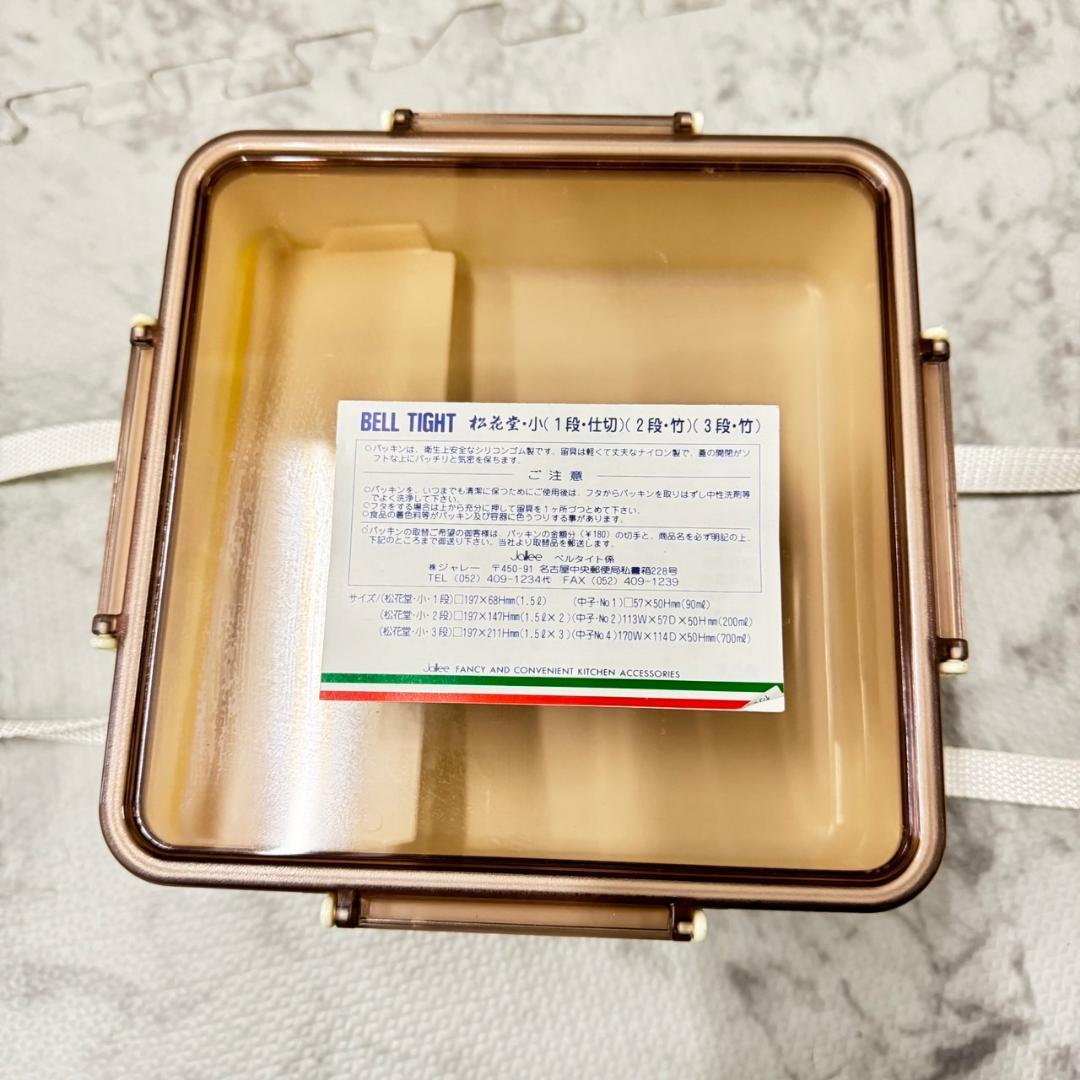 BELL TIGHT 松花堂・小(1段・仕切)(2段・竹)(3段・竹)
○パッキンは、衛生上安全なシリコンゴム製です。留具は軽くて丈夫なナイロン製で、蓋の開閉がソ
フトな上にパッチリと気密を保ちます。
ご注意
○パッキンを、いつまでも清潔に保つためにご使用後は、フタからパッキンを取りはずし中性洗剤等
でよく洗浄して下さい。
○フタをする場合は上から充分に押して留具を1ヶ所づつとめて下さい。
○食品の着色料等がパッキン及び容器に色うつりする事があります。
○パッキンの取替ご希望の御客様は、パッキンの金額分(¥180)の切手と、商品名を必ず明記の上、
下記のところまで御送り下さい。当社より取替品を郵送します。
Jallee ベルタイト係
株ジャレー 〒450-91 名古屋中央郵便局私書箱228号
TEL(052)409-1234代 FAX(052)409-1239
サイズ/(松花堂・小・1段)□197×68Hmm(1.5ℓ) (中子・No1)□57×50Hmm(90mℓ)
(松花堂・小・2段)□197×147Hmm(1.5ℓ×2)(中子・No2)113W×57D×50Hmm(200mℓ)
(松花堂・小・3段)□197×211Hmm(1.5ℓ×3)(中子No4)170W×114D×50Hmm(700mℓ)
Jallee FANCY AND CONVENIENT KITCHEN ACCESSORIES